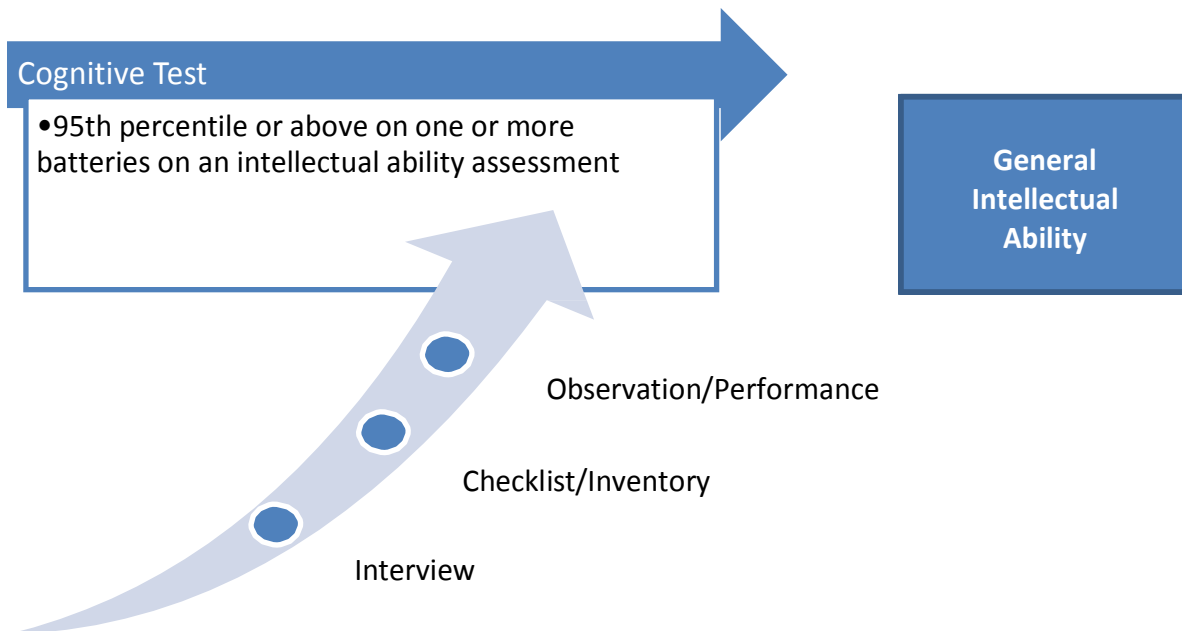 Cognitive Test
•95th percentile or above on one or more
batteries on an intellectual ability assessment
General
Intellectual
Ability
Observation/Performance
Checklist/Inventory
Interview